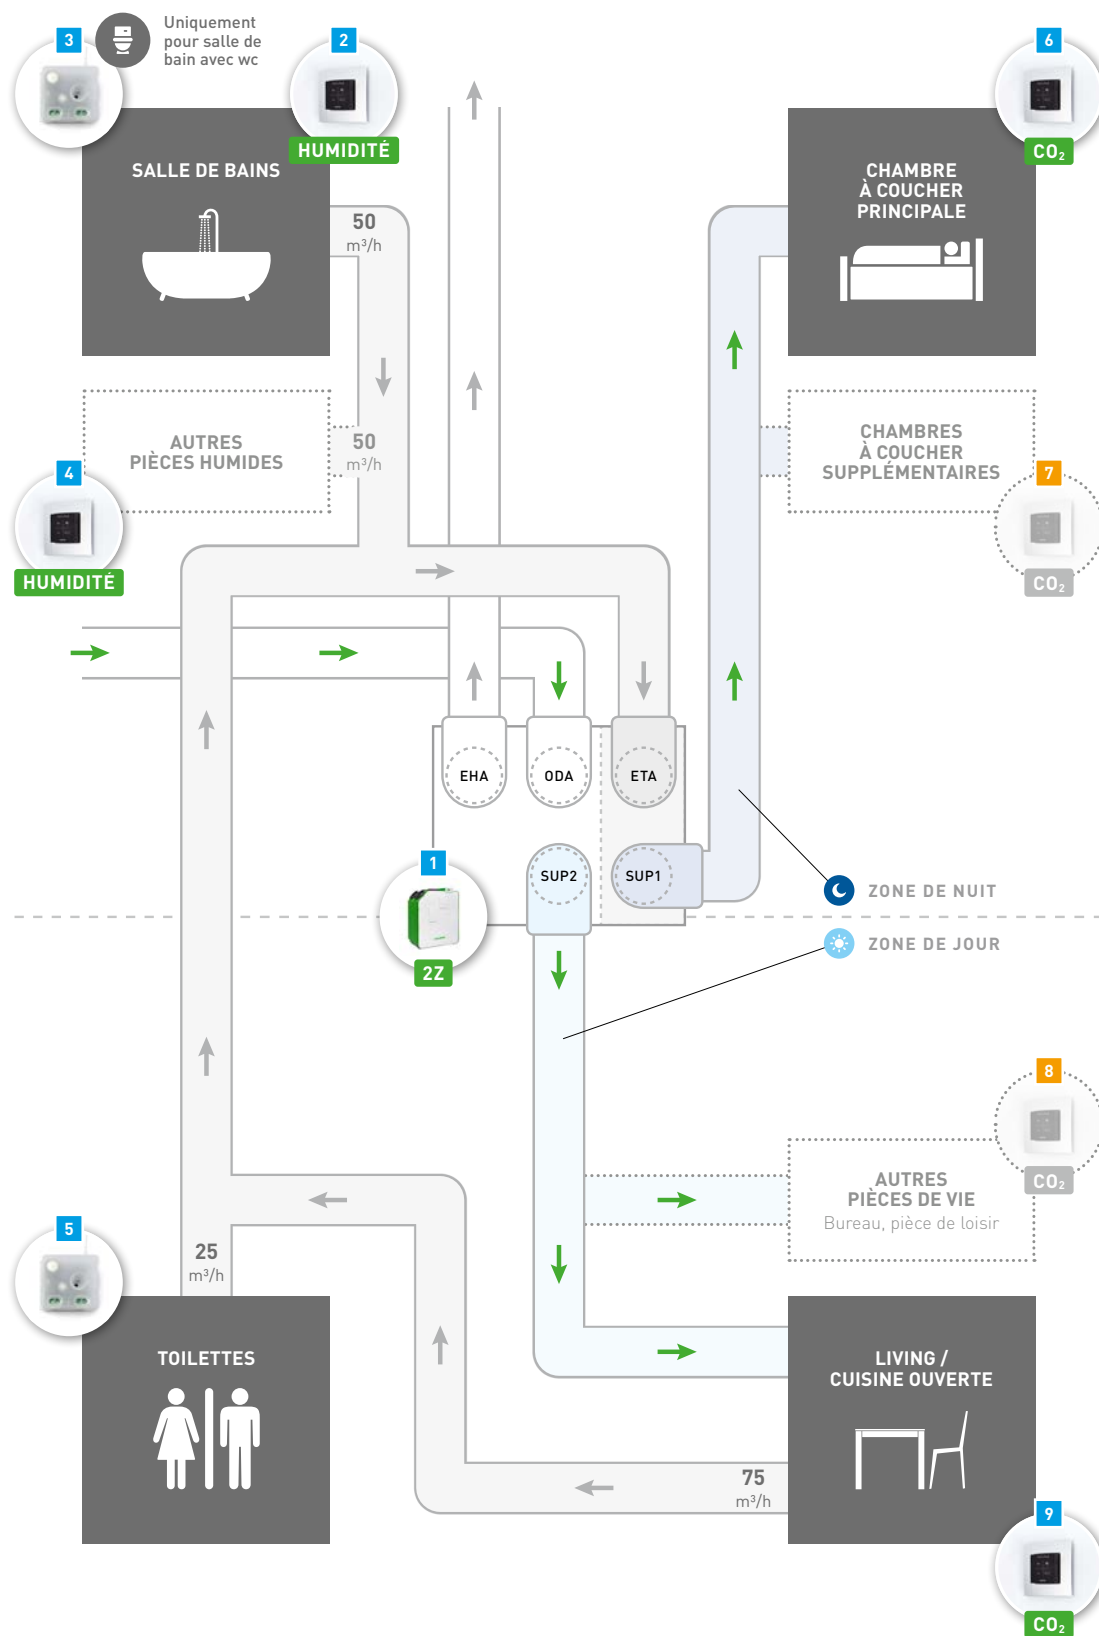 3
Uniquement
pour salle de
bain avec wc
2
HUMIDITÉ
SALLE DE BAINS
50
m³/h
6
CO₂
CHAMBRE
À COUCHER
PRINCIPALE
AUTRES
PIÈCES HUMIDES
50
m³/h
4
HUMIDITÉ
CHAMBRES
À COUCHER
SUPPLÉMENTAIRES
7
CO₂
EHA
ODA
ETA
SUP2
SUP1
1
2Z
ZONE DE NUIT
ZONE DE JOUR
8
CO₂
AUTRES
PIÈCES DE VIE
Bureau, pièce de loisir
5
25
m³/h
TOILETTES
LIVING /
CUISINE OUVERTE
75
m³/h
9
CO₂